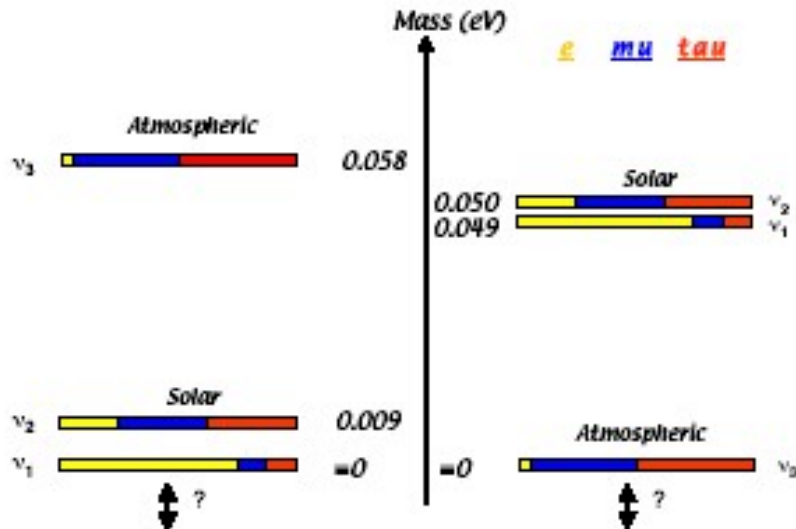 Mass (eV)
e mu tau
Atmospheric
ν3 0.058
Solar
0.050 ν2
0.049 ν1
Solar
ν2 0.009
Atmospheric
ν1 =0 =0 ν3
? ?